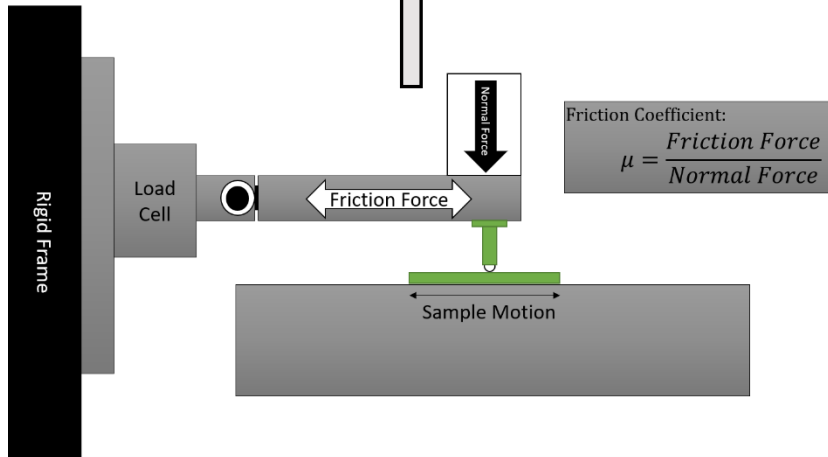 Rigid Frame
Load
Cell
Friction Force
Normal Force
Sample Motion
Friction Coefficient:
μ = Friction Force / Normal Force